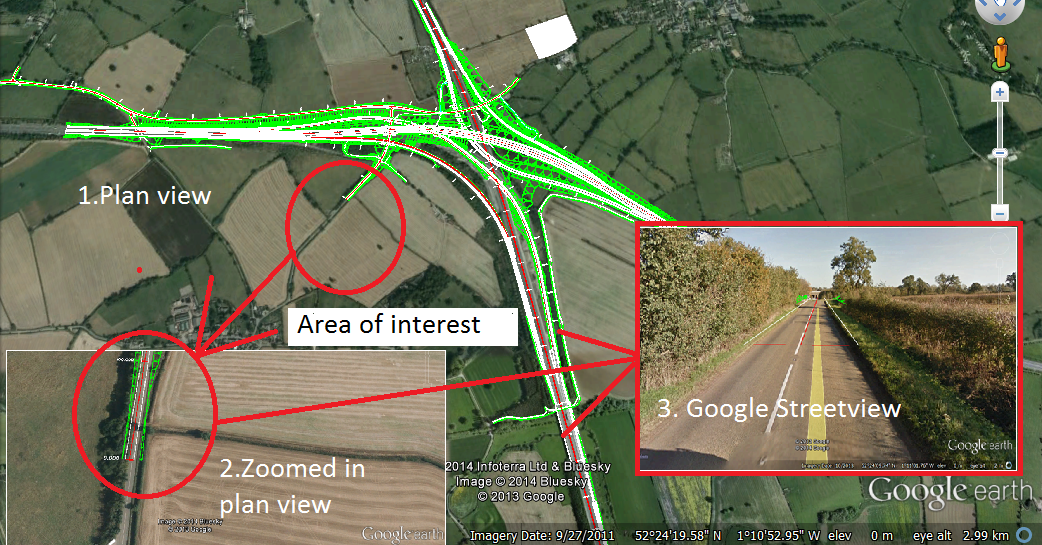 1.Plan view
Area of interest
2.Zoomed in
plan view
Google earth
3. Google Streetview
Google earth
2014 Infoterra Ltd & Bluesky
Image © 2014 Bluesky
© 2013 Google
Google earth
Imagery Date: 9/27/2011 52°24'19.58" N 1°10'52.95" W elev 0 m eye alt 2.99 km